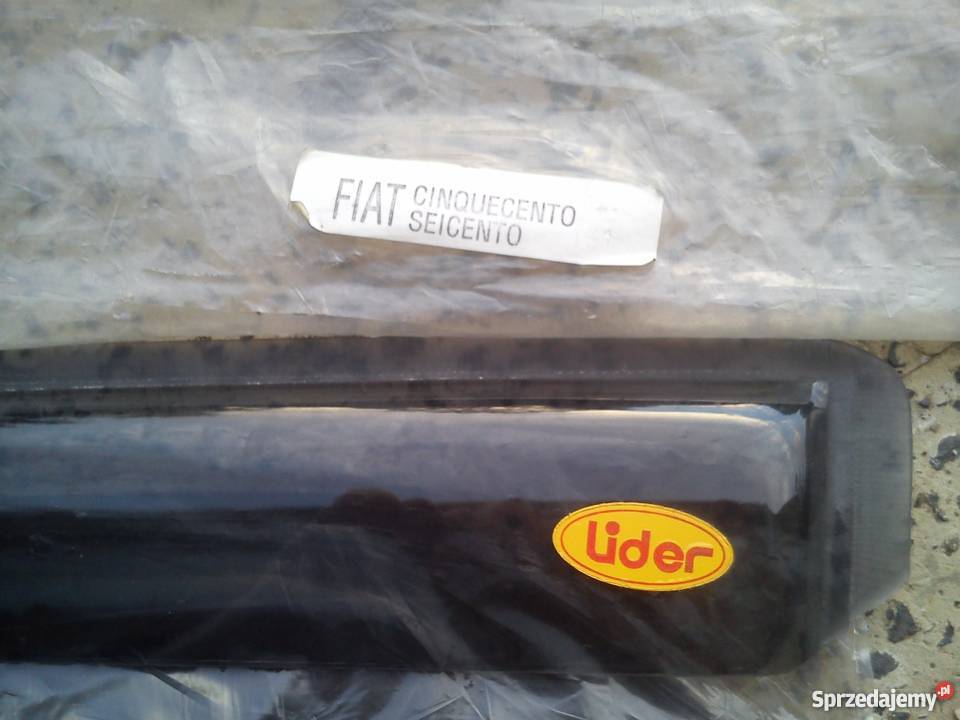 FIAT CINQUECENTO
SEICENTO
Lider
Sprzedajemy.pl